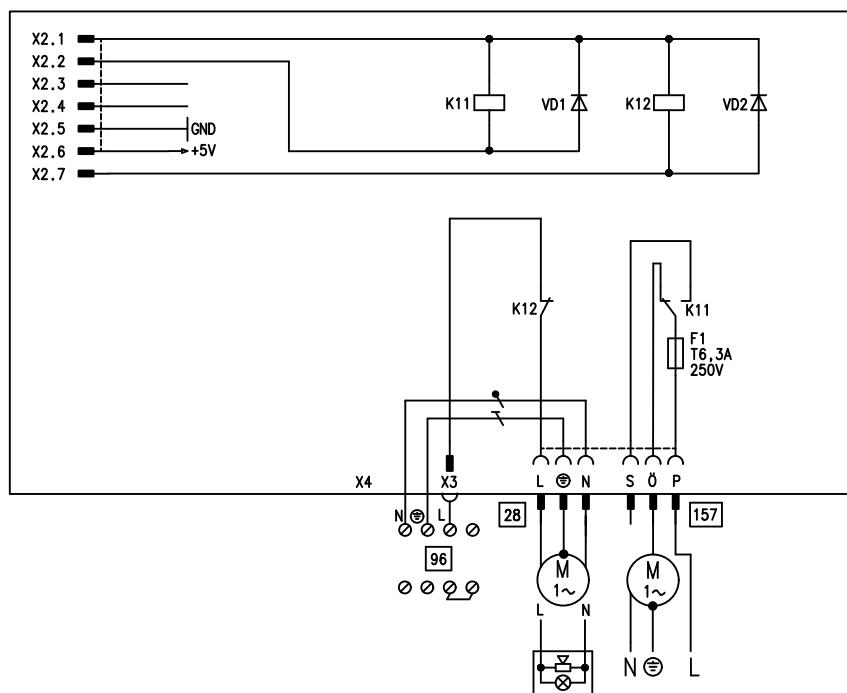 X2.1
X2.2
X2.3
X2.4
X2.5 GND
X2.6 +5V
X2.7
K11 VD1 K12 VD2
K12 K11
F1
T6,3A
250V
X4 X3 L N S Ö P
N L 28 157
96
M
1~
M
1~
L N
N L